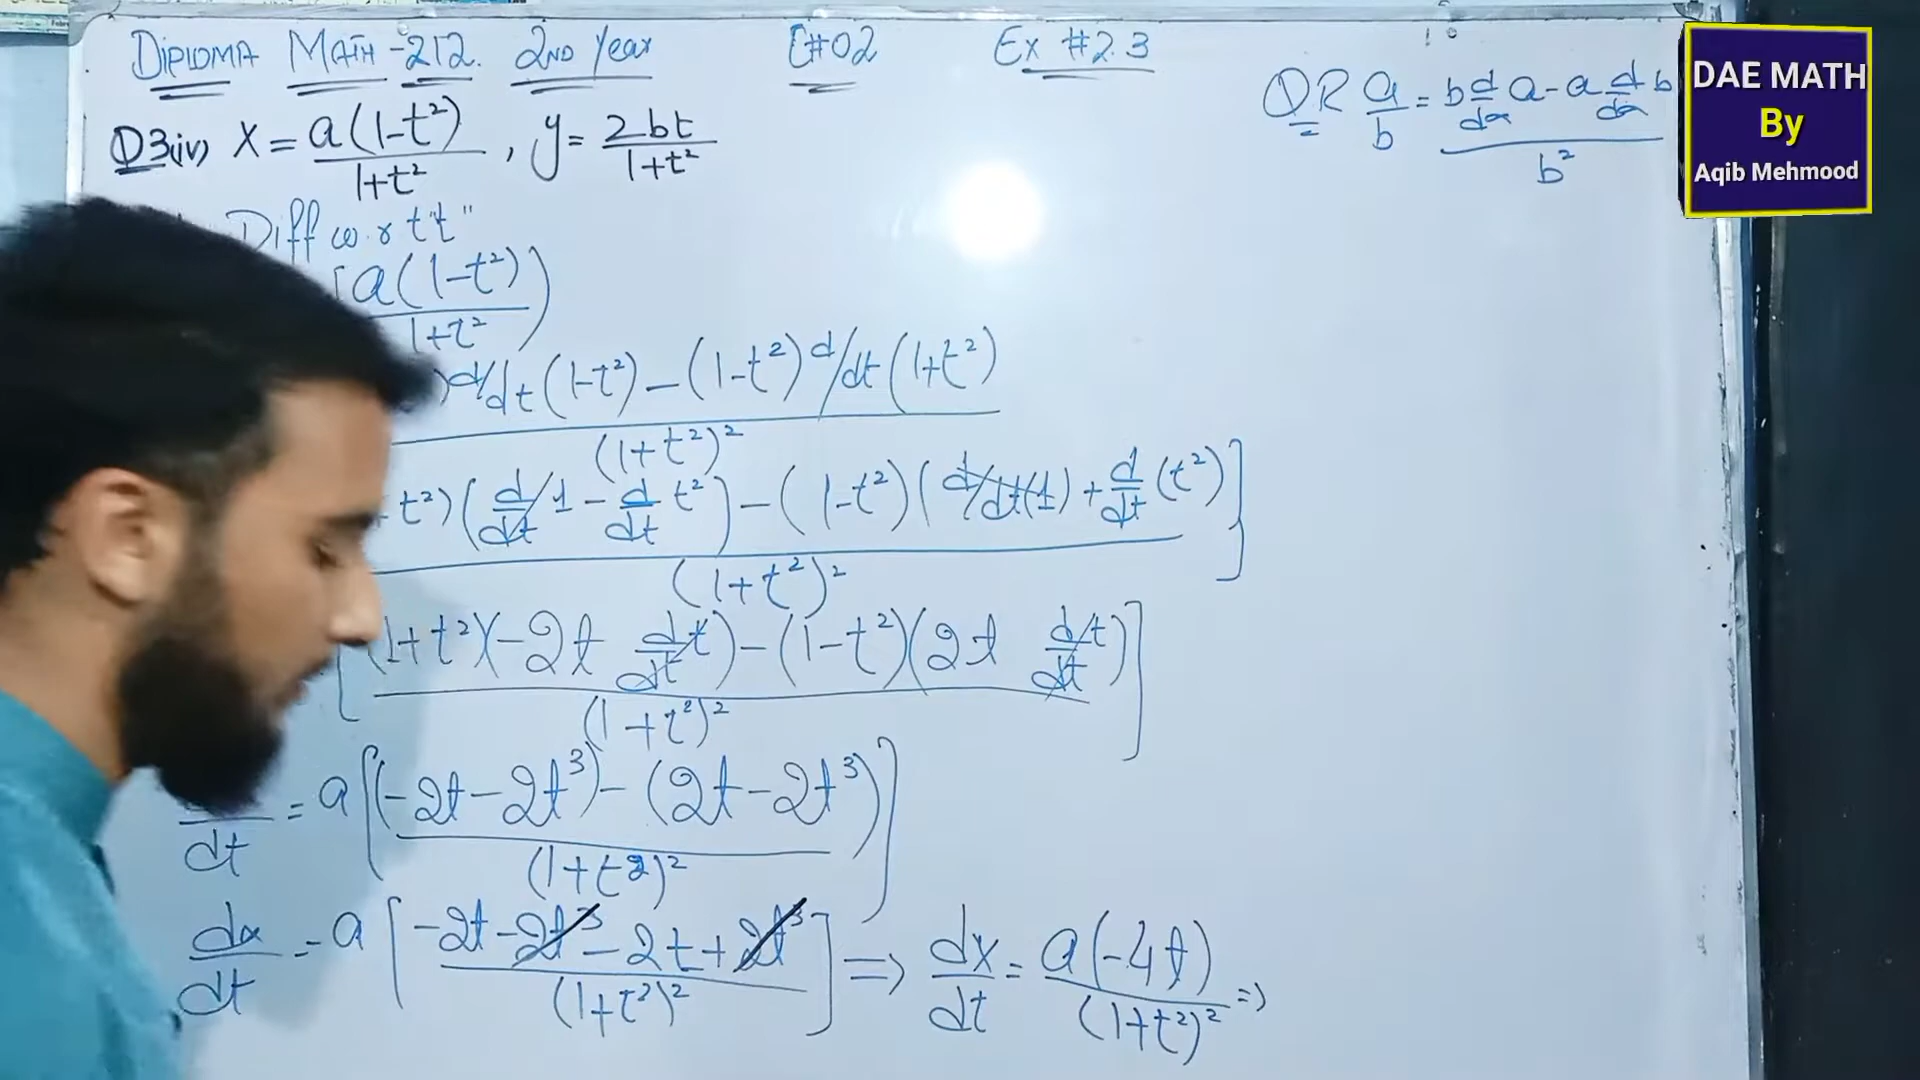 DIPLOMA MATH-212. 2ND Year C#02 Ex #2.3
QR a/b = (b d/dx a - a d/dx b) / b²
DAE MATH
By
Aqib Mehmood
Q3(iv) x = a(1-t²)/(1+t²) , y = 2bt/(1+t²)
Diff w.r t "t"
[a(1-t²)/(1+t²))
) d/dt (1-t²) - (1-t²) d/dt (1+t²) / (1+t²)²
+t²)(d/dt 1 - d/dt t²) - (1-t²)(d/dt(1) + d/dt (t²)] / (1+t²)²
[(1+t²)(-2t d/dt t) - (1-t²)(2t d/dt t)] / (1+t²)²
/dt = a[(-2t-2t³) - (2t-2t³)] / (1+t²)²
dx/dt = a[-2t-2t³-2t+2t³ / (1+t²)²] => dx/dt = a(-4t)/(1+t²)² =>